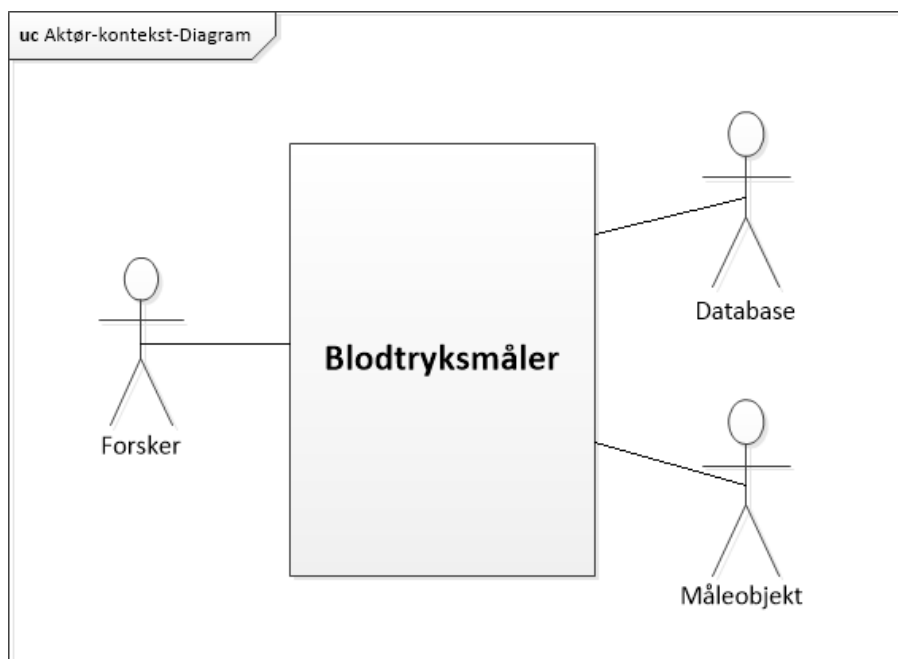 uc Aktør-kontekst-Diagram
Database
Blodtryksmåler
Forsker
Måleobjekt